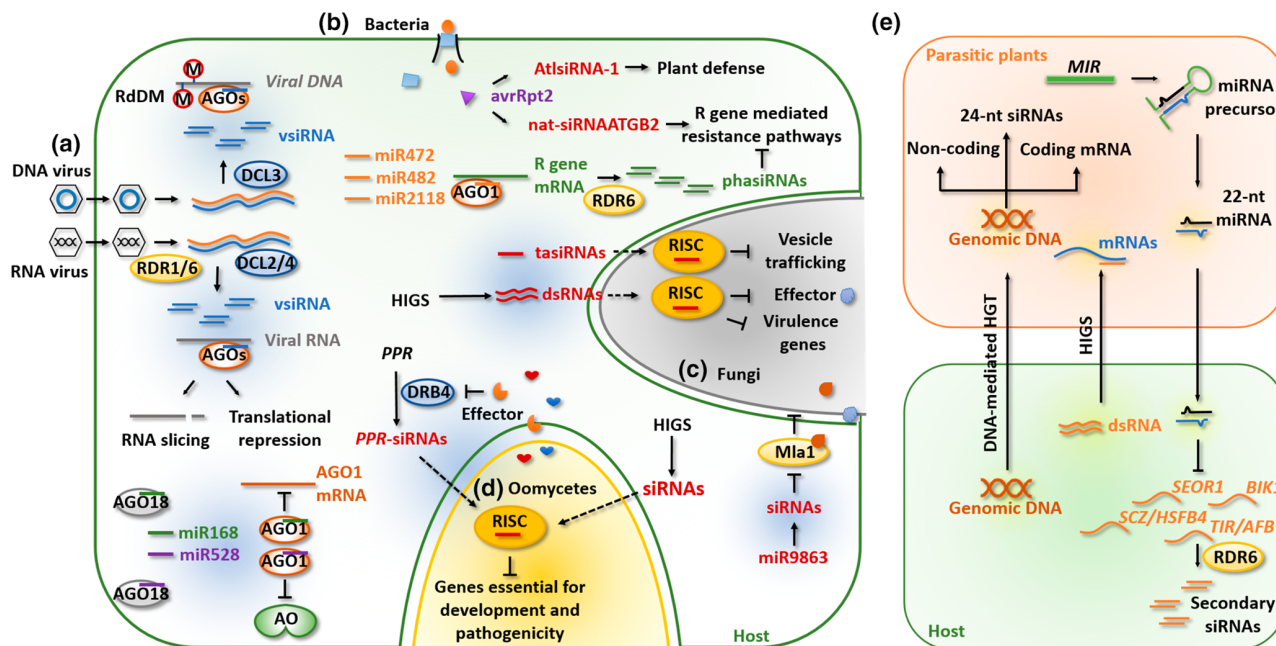 (a)
DNA virus
RNA virus
RdDM
M
M
Viral DNA
AGOs
vsiRNA
DCL3
RDR1/6
DCL2/4
vsiRNA
Viral RNA
AGOs
RNA slicing
Translational
repression
AGO1
mRNA
AGO18
miR168
miR528
AGO18
AGO1
AGO1
AO
(b)
Bacteria
avrRpt2
AtlsiRNA-1
Plant defense
nat-siRNAATGB2
R gene mediated
resistance pathways
miR472
miR482
miR2118
AGO1
R gene
mRNA
RDR6
phasiRNAs
tasiRNAs
RISC
Vesicle
trafficking
HIGS
dsRNAs
RISC
Effector
Virulence
genes
(c)
Fungi
Mla1
siRNAs
miR9863
PPR
DRB4
Effector
PPR-siRNAs
HIGS
siRNAs
(d)
Oomycetes
RISC
Genes essential for
development and
pathogenicity
Host
(e)
Parasitic plants
MIR
miRNA
precurso
24-nt siRNAs
Non-coding
Coding mRNA
Genomic DNA
mRNAs
22-nt
miRNA
DNA-mediated HGT
HIGS
dsRNA
Genomic DNA
SEOR1
BIK1
SCZ/HSFB4
TIR/AFB
RDR6
Secondary
siRNAs
Host